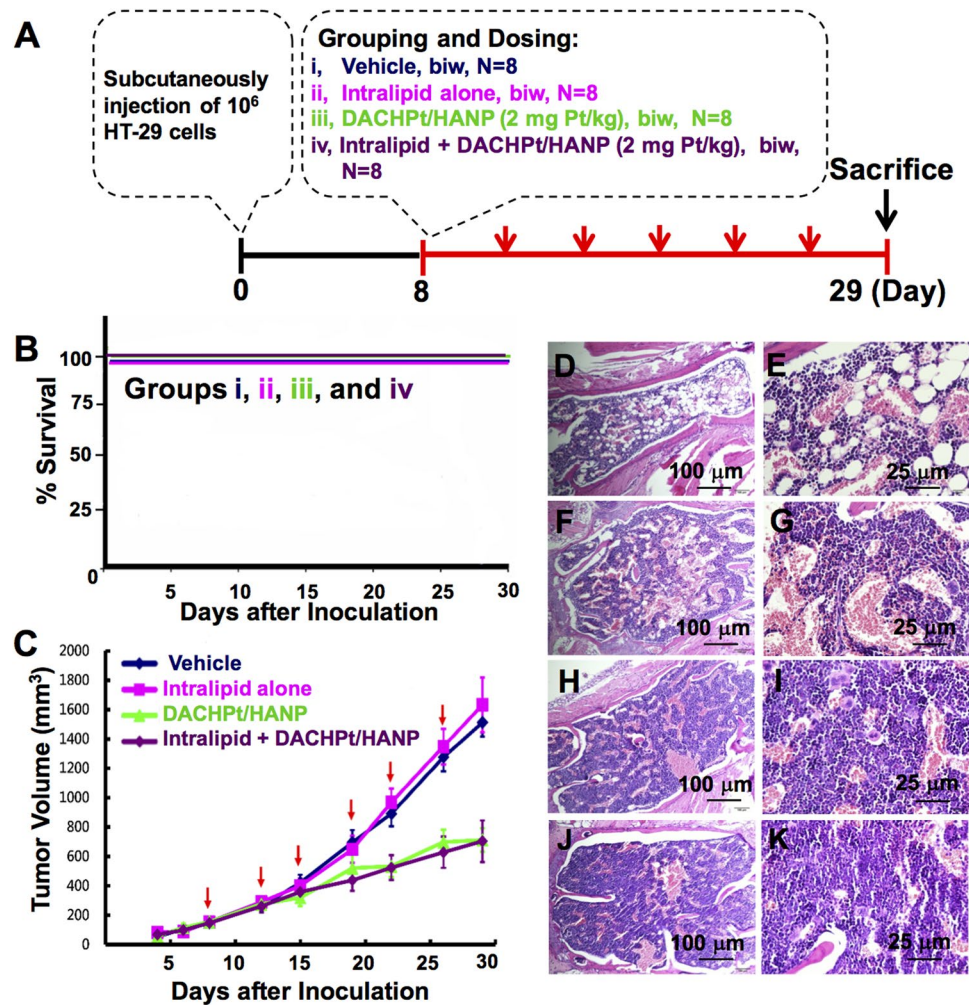 A
Subcutaneously
injection of 10⁶
HT-29 cells
Grouping and Dosing:
i, Vehicle, biw, N=8
ii, Intralipid alone, biw, N=8
iii, DACHPt/HANP (2 mg Pt/kg), biw, N=8
iv, Intralipid + DACHPt/HANP (2 mg Pt/kg), biw,
N=8
Sacrifice
0
8
29 (Day)
B
100
75
50
25
0
% Survival
Groups i, ii, iii, and iv
5
10
15
20
25
30
Days after Inoculation
C
2000
1800
1600
1400
1200
1000
800
600
400
200
0
Tumor Volume (mm³)
Vehicle
Intralipid alone
DACHPt/HANP
Intralipid + DACHPt/HANP
5
10
15
20
25
30
Days after Inoculation
D
100 μm
E
25 μm
F
100 μm
G
25 μm
H
100 μm
I
25 μm
J
100 μm
K
25 μm